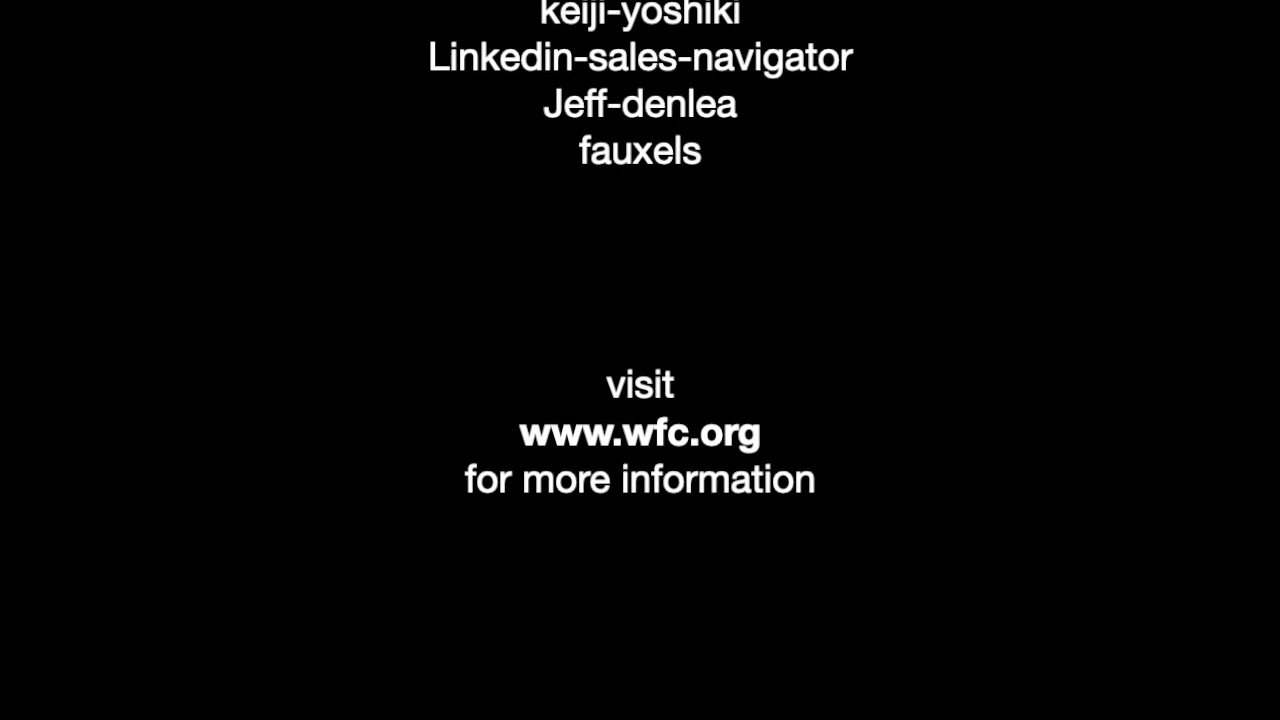 keiji-yoshiki
Linkedin-sales-navigator
Jeff-denlea
fauxels
visit
www.wfc.org
for more information